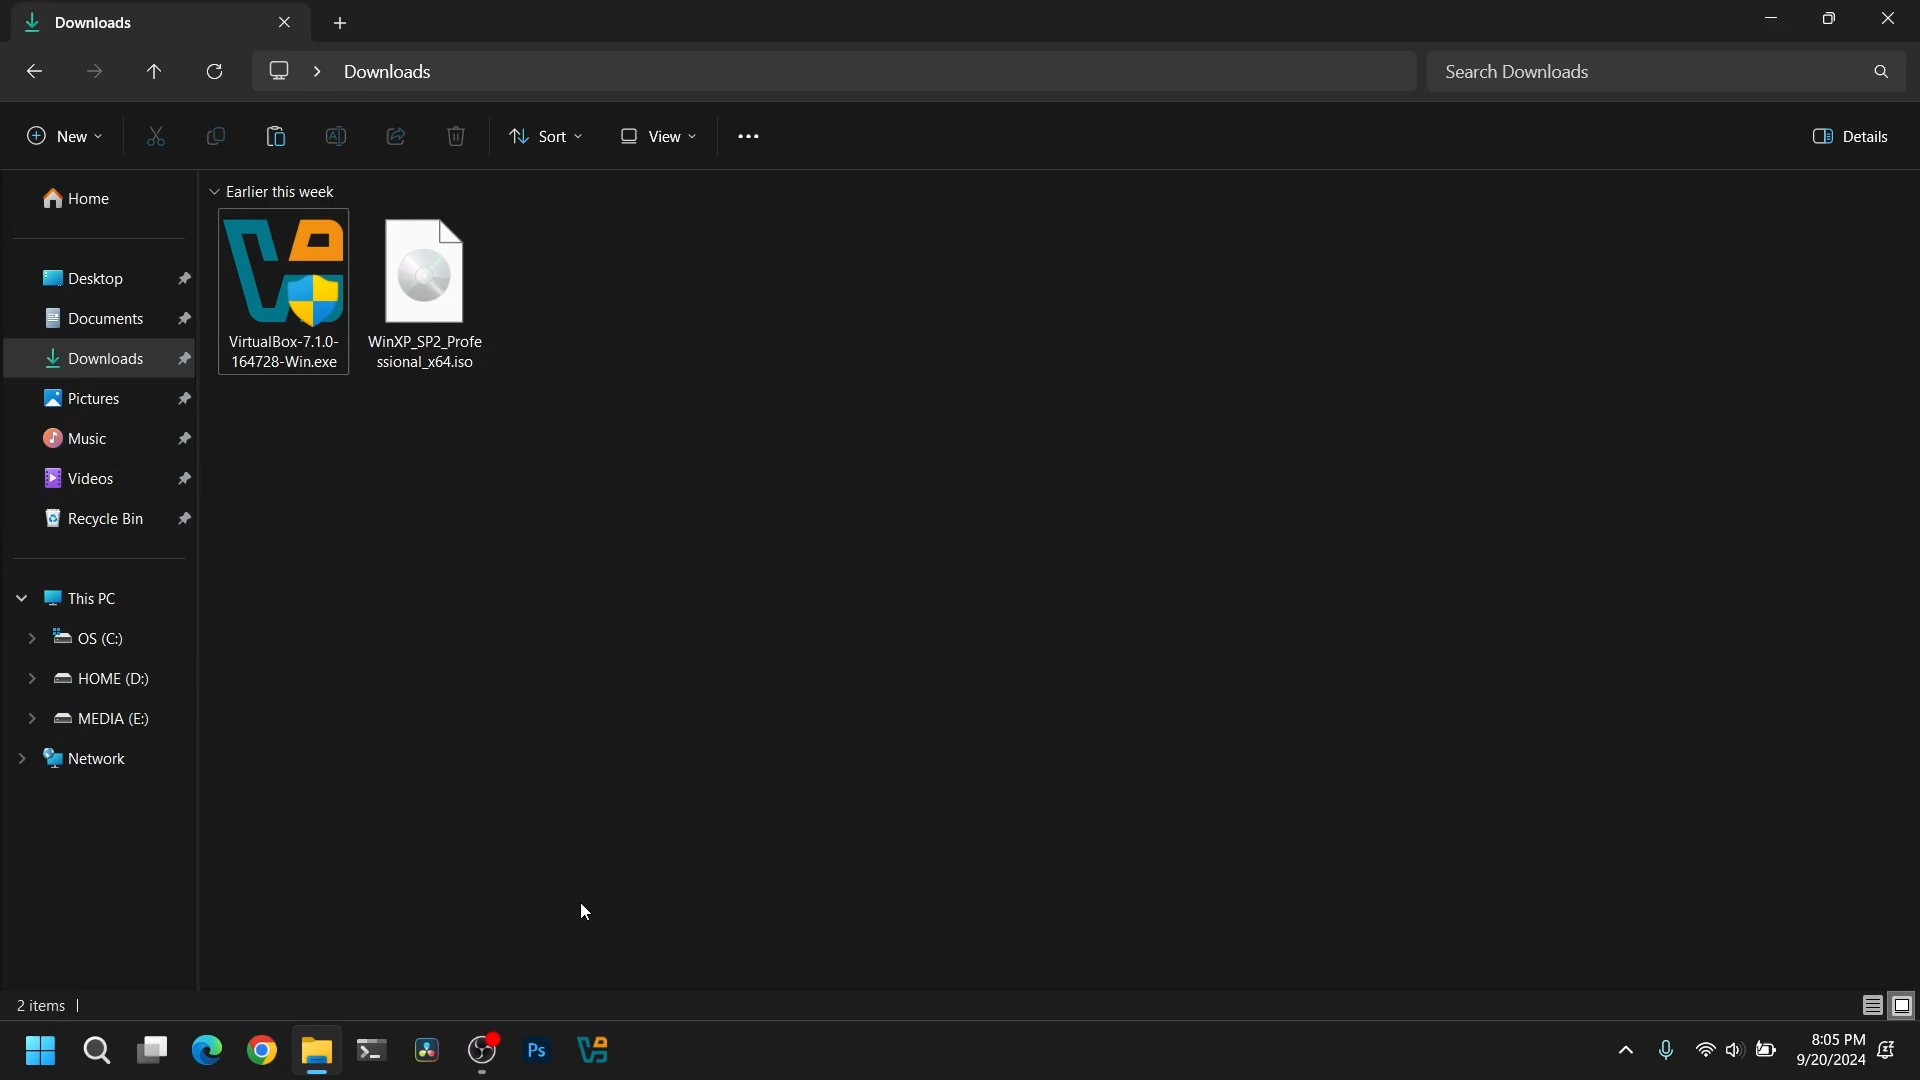 Downloads
Downloads
Search Downloads
New
Sort
View
Details
Home
Desktop
Documents
Downloads
Pictures
Music
Videos
Recycle Bin
This PC
OS (C:)
HOME (D:)
MEDIA (E:)
Network
Earlier this week
VirtualBox-7.1.0-
164728-Win.exe
WinXP_SP2_Profe
ssional_x64.iso
2 items
Ps
8:05 PM
9/20/2024